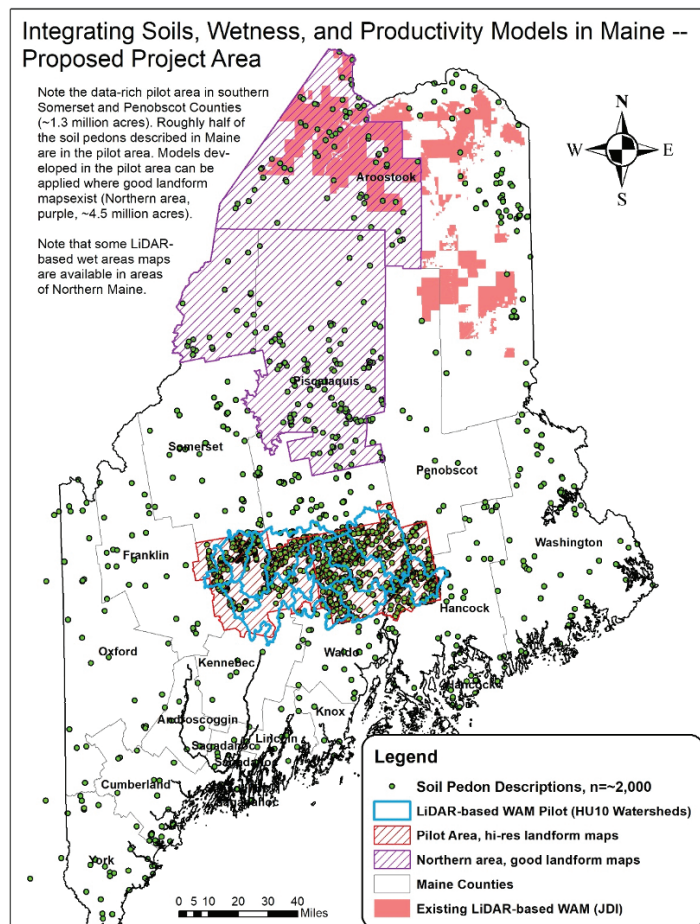 Integrating Soils, Wetness, and Productivity Models in Maine --
Proposed Project Area
Note the data-rich pilot area in southern
Somerset and Penobscot Counties
(~1.3 million acres). Roughly half of
the soil pedons described in Maine
are in the pilot area. Models dev-
eloped in the pilot area can be
applied where good landform
mapsexist (Northern area,
purple, ~4.5 million acres).
Note that some LiDAR-
based wet areas maps
are available in areas
of Northern Maine.
N
W
E
S
Aroostook
Piscataquis
Somerset
Penobscot
Washington
Franklin
Hancock
Oxford
Kennebec
Waldo
Hancock
Androscoggin
Knox
Lincoln
Sagadahoc
Sagadahoc
Cumberland
Sagadahoc
York
0 5 10 20 30 40
Miles
Legend
Soil Pedon Descriptions, n=~2,000
LiDAR-based WAM Pilot (HU10 Watersheds)
Pilot Area, hi-res landform maps
Northern area, good landform maps
Maine Counties
Existing LiDAR-based WAM (JDI)